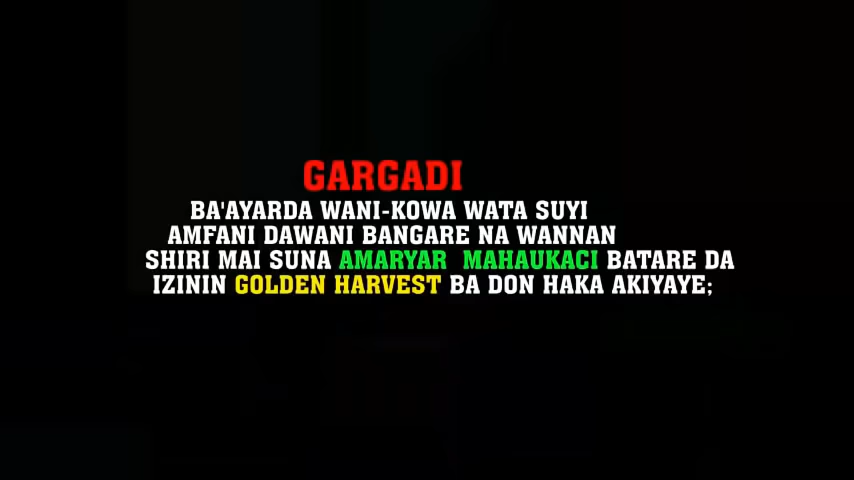 GARGADI
BA'AYARDA WANI-KOWA WATA SUYI
AMFANI DAWANI BANGARE NA WANNAN
SHIRI MAI SUNA AMARYAR MAHAUKACI BATARE DA
IZININ GOLDEN HARVEST BA DON HAKA AKIYAYE;